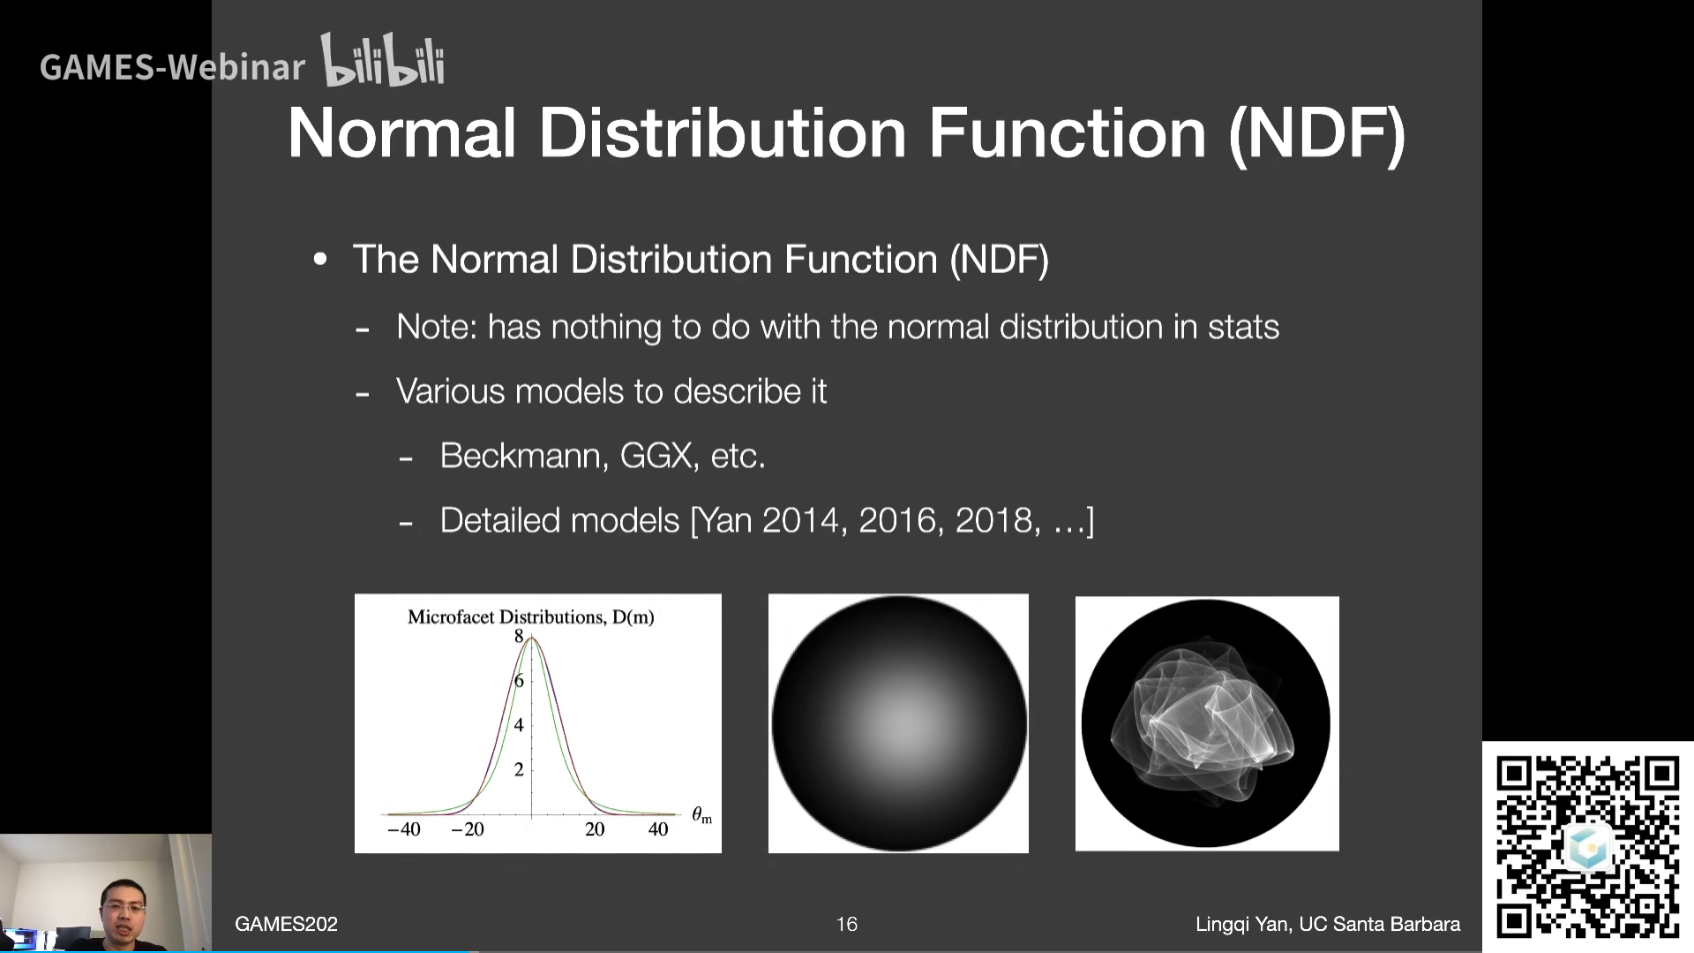 GAMES-Webinar bilibili
Normal Distribution Function (NDF)
• The Normal Distribution Function (NDF)
- Note: has nothing to do with the normal distribution in stats
- Various models to describe it
- Beckmann, GGX, etc.
- Detailed models [Yan 2014, 2016, 2018, …]
Microfacet Distributions, D(m)
8
6
4
2
−40 −20 20 40 θm
GAMES202
16
Lingqi Yan, UC Santa Barbara